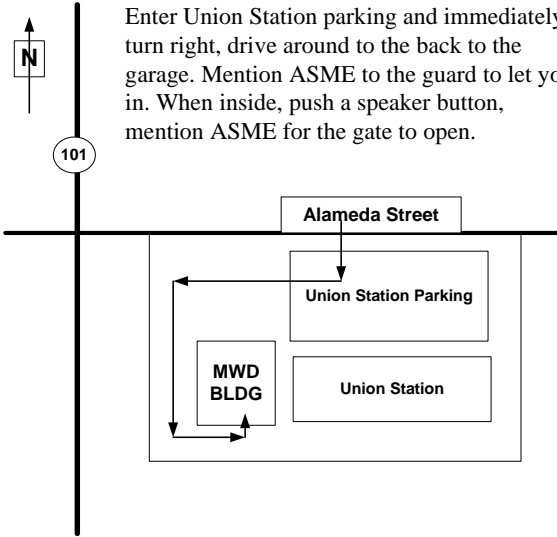 Enter Union Station parking and immediately
turn right, drive around to the back to the
garage. Mention ASME to the guard to let yo
in. When inside, push a speaker button,
mention ASME for the gate to open.
N
101
Alameda Street
Union Station Parking
MWD
BLDG
Union Station